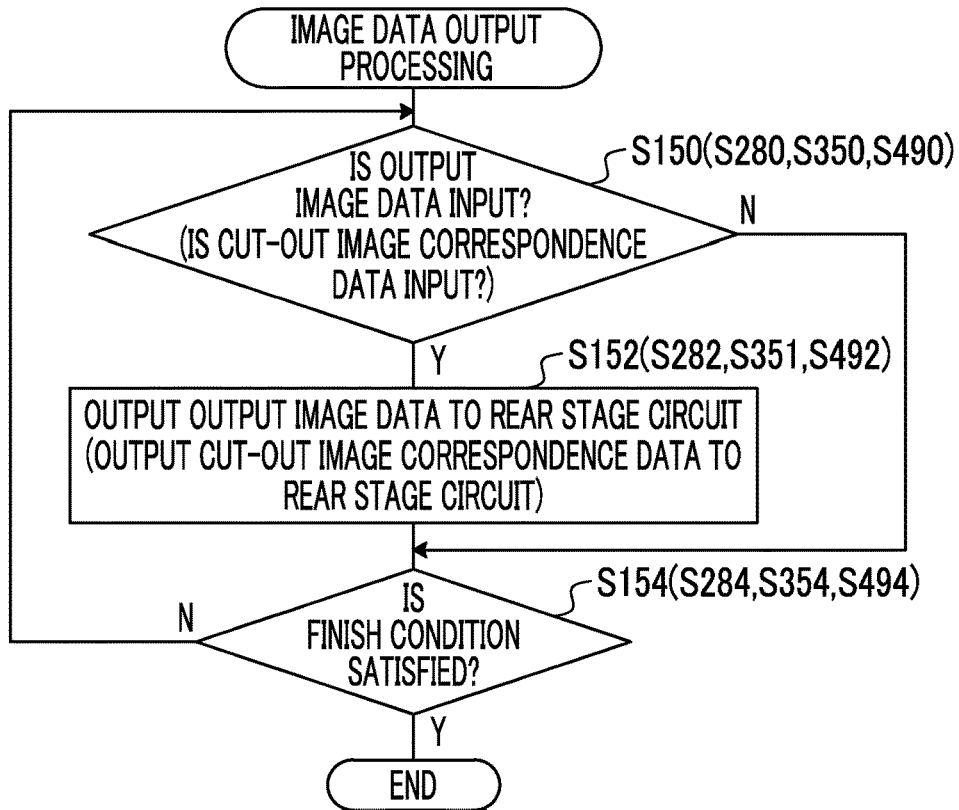 IMAGE DATA OUTPUT
PROCESSING
S150(S280,S350,S490)
IS OUTPUT
IMAGE DATA INPUT?
(IS CUT-OUT IMAGE CORRESPONDENCE
DATA INPUT?)
N
Y
S152(S282,S351,S492)
OUTPUT OUTPUT IMAGE DATA TO REAR STAGE CIRCUIT
(OUTPUT CUT-OUT IMAGE CORRESPONDENCE DATA TO
REAR STAGE CIRCUIT)
S154(S284,S354,S494)
N
IS
FINISH CONDITION
SATISFIED?
Y
END